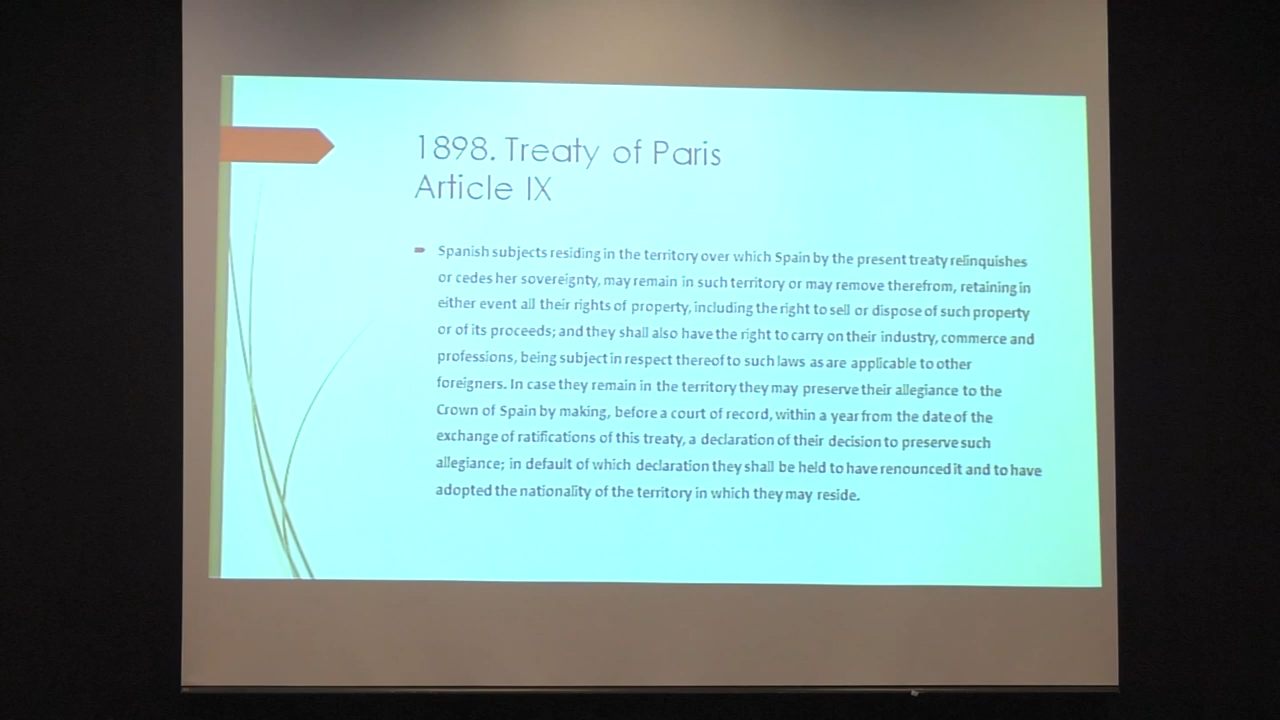 1898. Treaty of Paris
Article IX
Spanish subjects residing in the territory over which Spain by the present treaty relinquishes
or cedes her sovereignty, may remain in such territory or may remove therefrom, retaining in
either event all their rights of property, including the right to sell or dispose of such property
or of its proceeds; and they shall also have the right to carry on their industry, commerce and
professions, being subject in respect thereof to such laws as are applicable to other
foreigners. In case they remain in the territory they may preserve their allegiance to the
Crown of Spain by making, before a court of record, within a year from the date of the
exchange of ratifications of this treaty, a declaration of their decision to preserve such
allegiance; in default of which declaration they shall be held to have renounced it and to have
adopted the nationality of the territory in which they may reside.